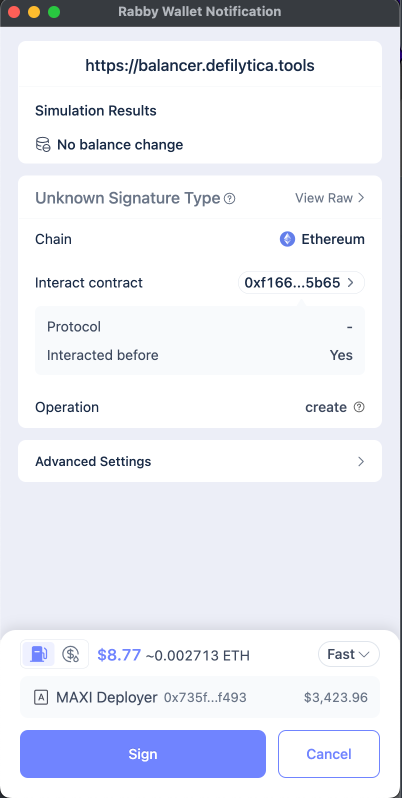 Rabby Wallet Notification
https://balancer.defilytica.tools
Simulation Results
No balance change
Unknown Signature Type View Raw
Chain Ethereum
Interact contract 0xf166...5b65
Protocol -
Interacted before Yes
Operation create
Advanced Settings
$8.77 ~0.002713 ETH Fast
A MAXI Deployer 0x735f...f493 $3,423.96
Sign Cancel